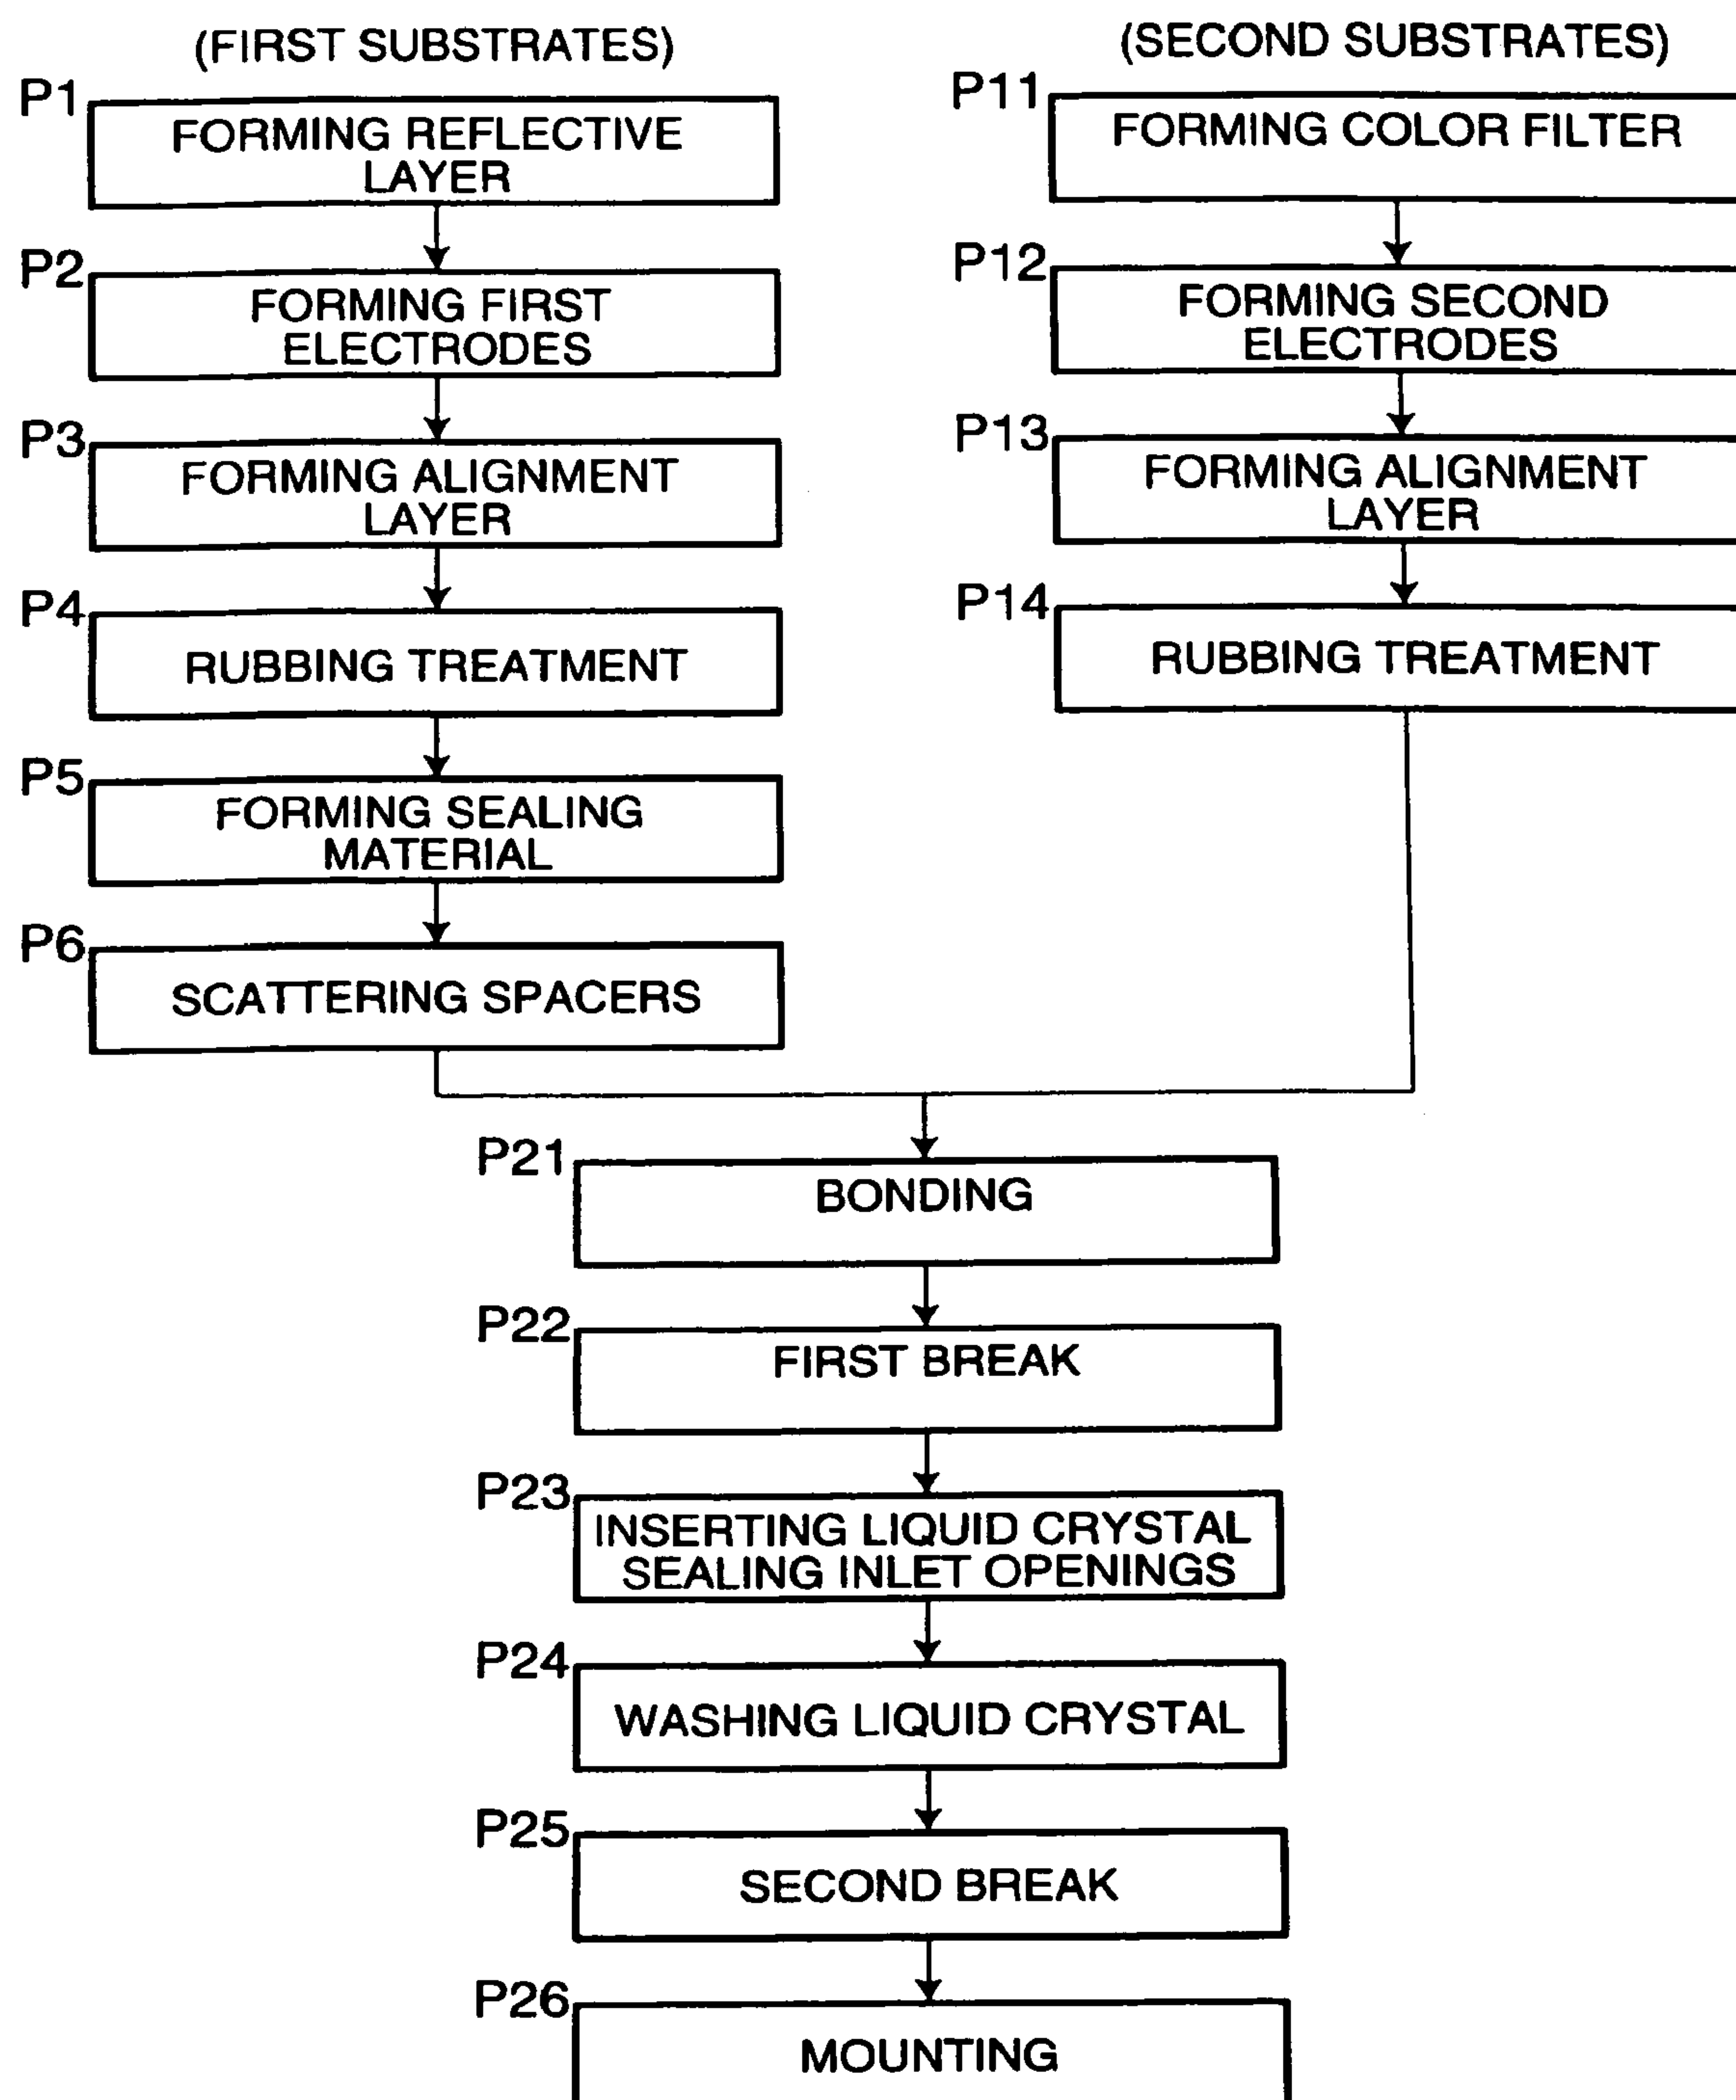 (FIRST SUBSTRATES)
P1
FORMING REFLECTIVE
LAYER
P2
FORMING FIRST
ELECTRODES
P3
FORMING ALIGNMENT
LAYER
P4
RUBBING TREATMENT
P5
FORMING SEALING
MATERIAL
P6
SCATTERING SPACERS
(SECOND SUBSTRATES)
P11
FORMING COLOR FILTER
P12
FORMING SECOND
ELECTRODES
P13
FORMING ALIGNMENT
LAYER
P14
RUBBING TREATMENT
P21
BONDING
P22
FIRST BREAK
P23
INSERTING LIQUID CRYSTAL
SEALING INLET OPENINGS
P24
WASHING LIQUID CRYSTAL
P25
SECOND BREAK
P26
MOUNTING